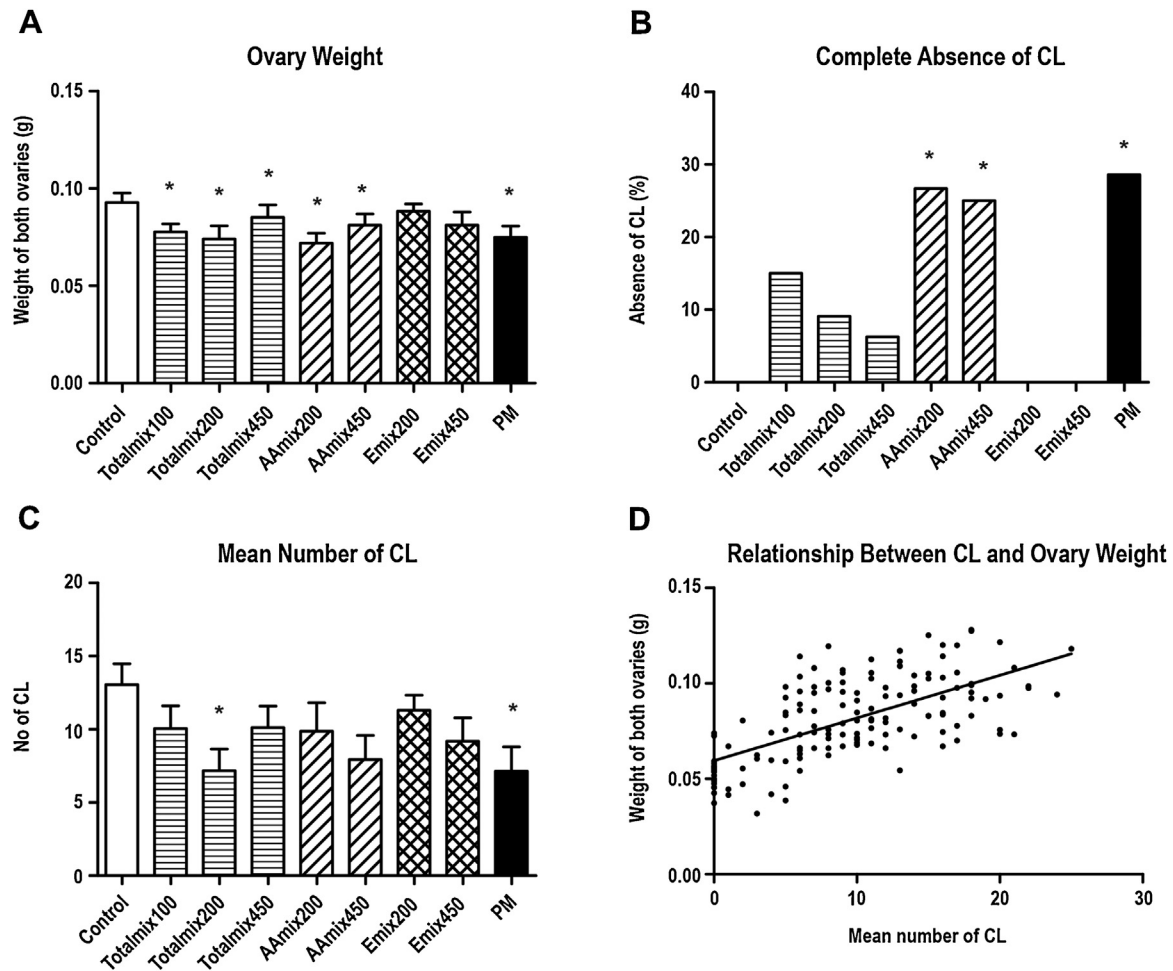 A
Ovary Weight
Weight of both ovaries (g)
0.15
0.10
0.05
0.00
* * * * * *
Control
Totalmix100
Totalmix200
Totalmix450
AAmix200
AAmix450
Emix200
Emix450
PM
B
Complete Absence of CL
Absence of CL (%)
40
30
20
10
0
* * *
Control
Totalmix100
Totalmix200
Totalmix450
AAmix200
AAmix450
Emix200
Emix450
PM
C
Mean Number of CL
No of CL
20
15
10
5
0
* *
Control
Totalmix100
Totalmix200
Totalmix450
AAmix200
AAmix450
Emix200
Emix450
PM
D
Relationship Between CL and Ovary Weight
Weight of both ovaries (g)
0.15
0.10
0.05
0.00
0 10 20 30
Mean number of CL